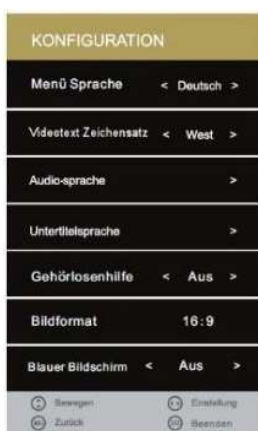 KONFIGURATION
Menü Sprache < Deutsch >
Videotext Zeichensatz < West >
Audio-sprache >
Untertitelsprache >
Gehörlosenhilfe < Aus >
Bildformat 16:9
Blauer Bildschirm < Aus >
Bewegen Einstellung
Zurück Beenden